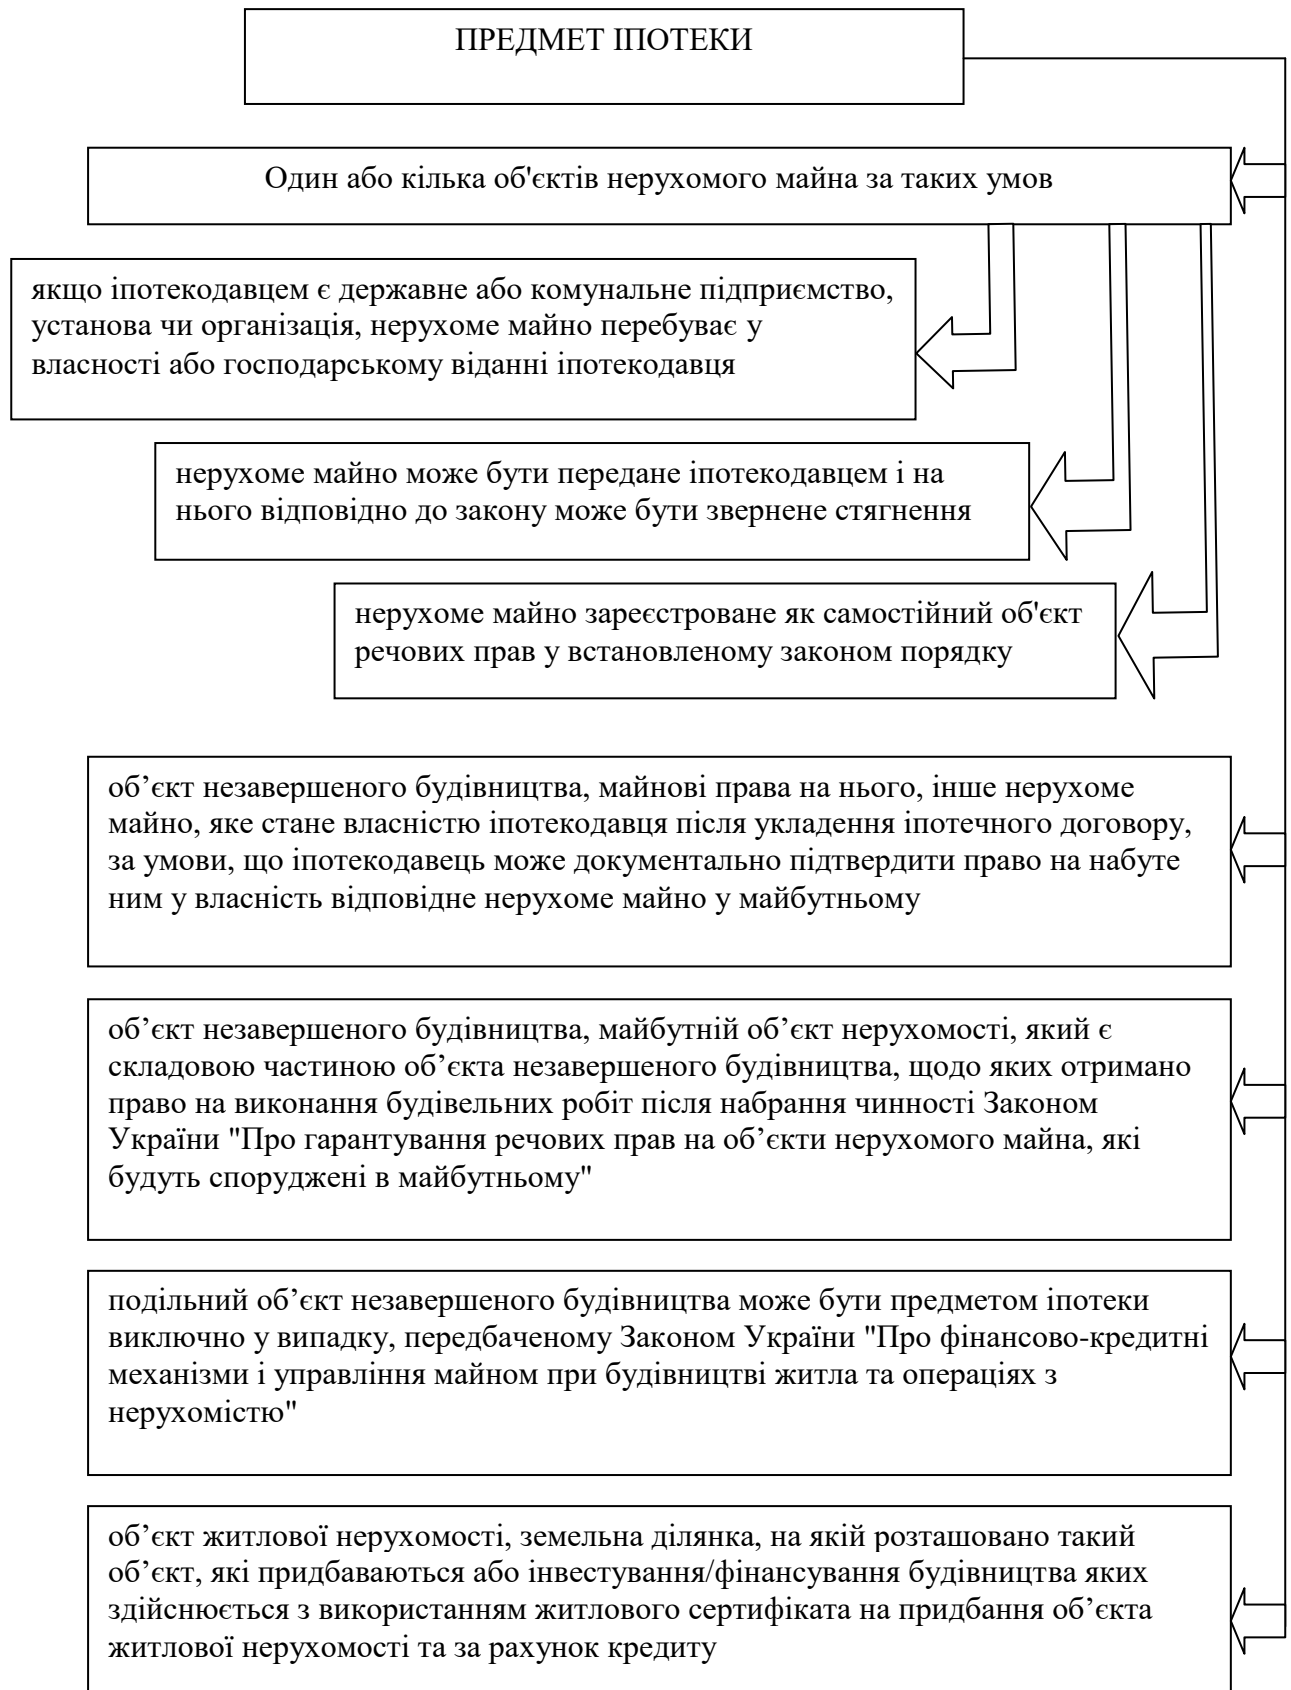 ПРЕДМЕТ ІПОТЕКИ
Один або кілька об'єктів нерухомого майна за таких умов
якщо іпотекодавцем є державне або комунальне підприємство,
установа чи організація, нерухоме майно перебуває у
власності або господарському віданні іпотекодавця
нерухоме майно може бути передане іпотекодавцем і на
нього відповідно до закону може бути звернене стягнення
нерухоме майно зареєстроване як самостійний об'єкт
речових прав у встановленому законом порядку
об’єкт незавершеного будівництва, майнові права на нього, інше нерухоме
майно, яке стане власністю іпотекодавця після укладення іпотечного договору,
за умови, що іпотекодавець може документально підтвердити право на набуте
ним у власність відповідне нерухоме майно у майбутньому
об’єкт незавершеного будівництва, майбутній об’єкт нерухомості, який є
складовою частиною об’єкта незавершеного будівництва, щодо яких отримано
право на виконання будівельних робіт після набрання чинності Законом
України "Про гарантування речових прав на об’єкти нерухомого майна, які
будуть споруджені в майбутньому"
подільний об’єкт незавершеного будівництва може бути предметом іпотеки
виключно у випадку, передбаченому Законом України "Про фінансово-кредитні
механізми і управління майном при будівництві житла та операціях з
нерухомістю"
об’єкт житлової нерухомості, земельна ділянка, на якій розташовано такий
об’єкт, які придбаваються або інвестування/фінансування будівництва яких
здійснюється з використанням житлового сертифіката на придбання об’єкта
житлової нерухомості та за рахунок кредиту